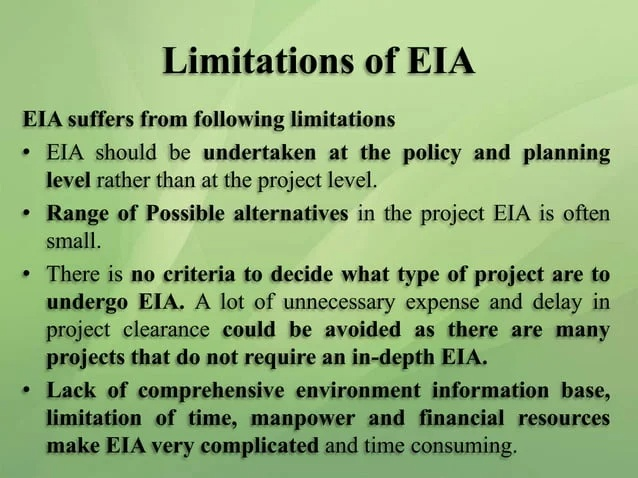 Limitations of EIA
EIA suffers from following limitations
• EIA should be undertaken at the policy and planning
level rather than at the project level.
• Range of Possible alternatives in the project EIA is often
small.
• There is no criteria to decide what type of project are to
undergo EIA. A lot of unnecessary expense and delay in
project clearance could be avoided as there are many
projects that do not require an in-depth EIA.
• Lack of comprehensive environment information base,
limitation of time, manpower and financial resources
make EIA very complicated and time consuming.